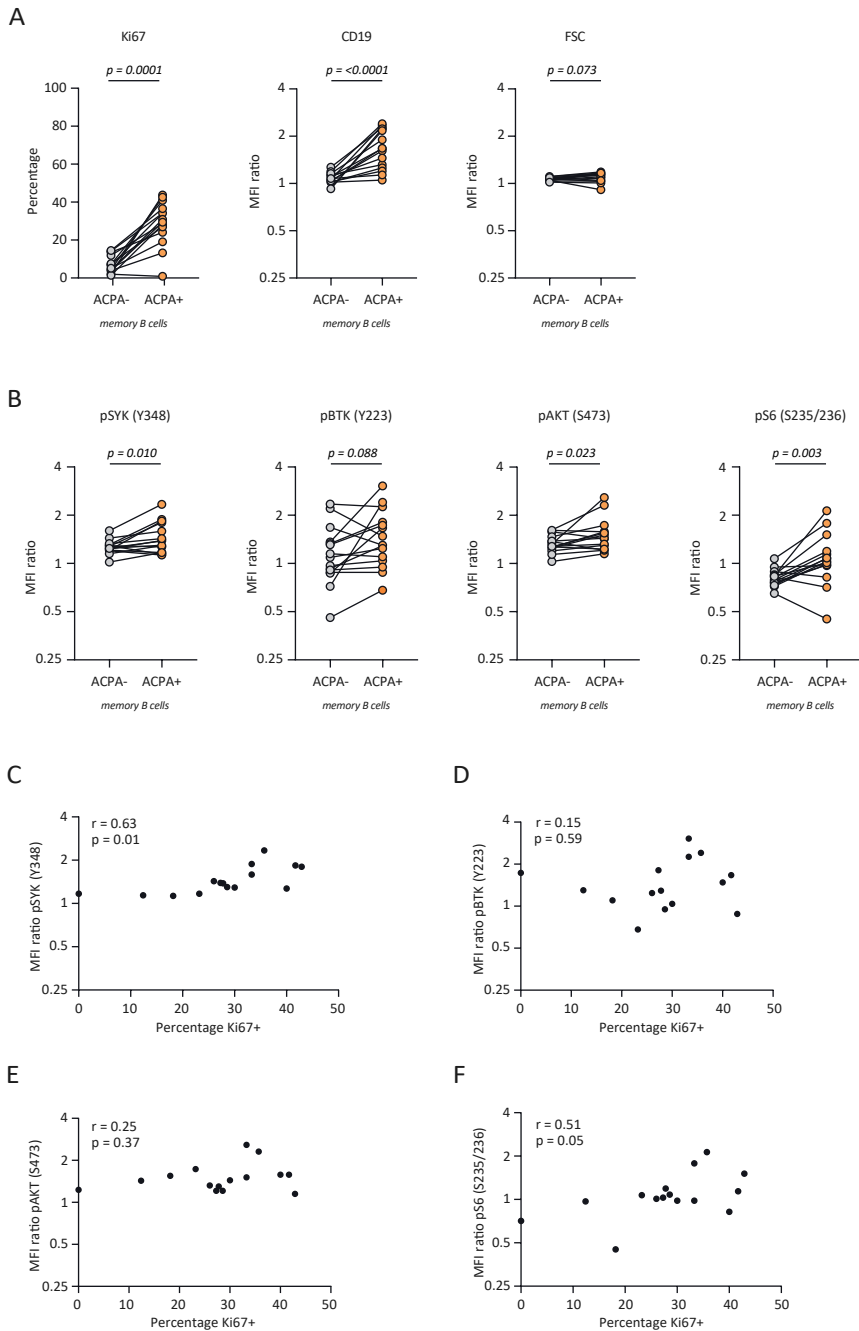 A
Ki67
CD19
FSC
p = 0.0001
p = <0.0001
p = 0.073
Percentage
100
80
60
40
20
0
MFI ratio
4
2
1
0.5
0.25
MFI ratio
4
2
1
0.5
0.25
ACPA- ACPA+
ACPA- ACPA+
ACPA- ACPA+
memory B cells
memory B cells
memory B cells
B
pSYK (Y348)
pBTK (Y223)
pAKT (S473)
pS6 (S235/236)
p = 0.010
p = 0.088
p = 0.023
p = 0.003
MFI ratio
4
2
1
0.5
0.25
MFI ratio
4
2
1
0.5
0.25
MFI ratio
4
2
1
0.5
0.25
MFI ratio
4
2
1
0.5
0.25
ACPA- ACPA+
ACPA- ACPA+
ACPA- ACPA+
ACPA- ACPA+
memory B cells
memory B cells
memory B cells
memory B cells
C
r = 0.63
p = 0.01
MFI ratio pSYK (Y348)
4
2
1
0.5
0.25
0 10 20 30 40 50
Percentage Ki67+
D
r = 0.15
p = 0.59
MFI ratio pBTK (Y223)
4
2
1
0.5
0.25
0 10 20 30 40 50
Percentage Ki67+
E
r = 0.25
p = 0.37
MFI ratio pAKT (S473)
4
2
1
0.5
0.25
0 10 20 30 40 50
Percentage Ki67+
F
r = 0.51
p = 0.05
MFI ratio pS6 (S235/236)
4
2
1
0.5
0.25
0 10 20 30 40 50
Percentage Ki67+